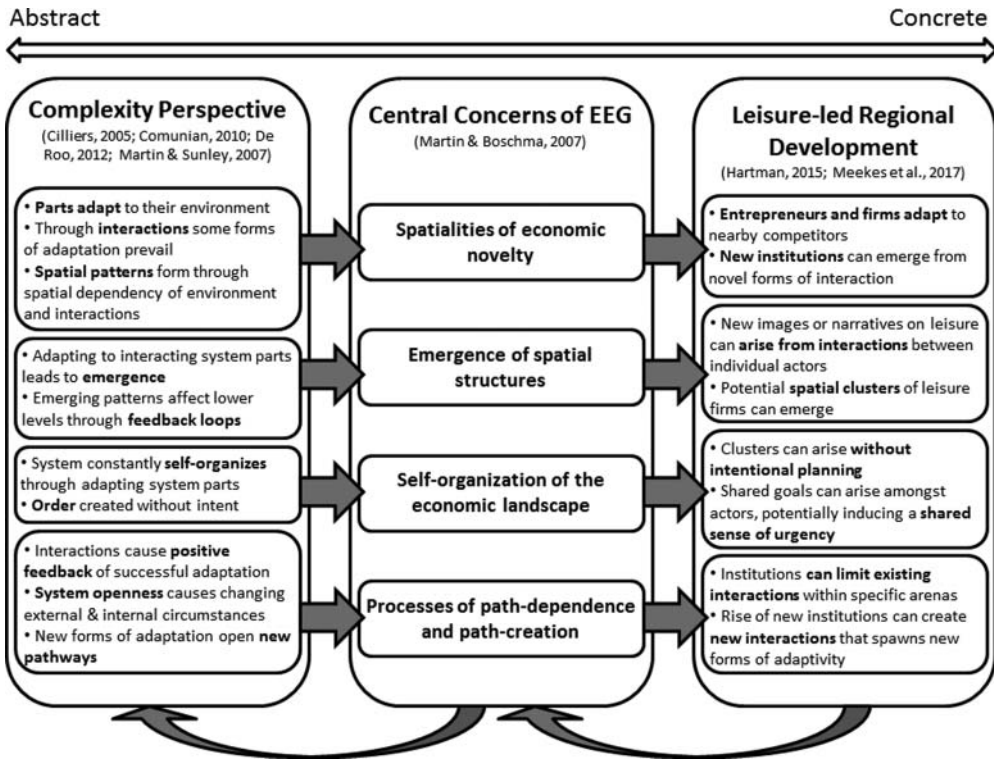 Abstract
Concrete
Complexity Perspective
(Cilliers, 2005; Comunian, 2010; De
Roo, 2012; Martin & Sunley, 2007)
• Parts adapt to their environment
• Through interactions some forms
of adaptation prevail
• Spatial patterns form through
spatial dependency of environment
and interactions
• Adapting to interacting system parts
leads to emergence
• Emerging patterns affect lower
levels through feedback loops
• System constantly self-organizes
through adapting system parts
• Order created without intent
• Interactions cause positive
feedback of successful adaptation
• System openness causes changing
external & internal circumstances
• New forms of adaptation open new
pathways
Central Concerns of EEG
(Martin & Boschma, 2007)
Spatialities of economic
novelty
Emergence of spatial
structures
Self-organization of the
economic landscape
Processes of path-dependence
and path-creation
Leisure-led Regional
Development
(Hartman, 2015; Meekes et al., 2017)
• Entrepreneurs and firms adapt to
nearby competitors
• New institutions can emerge from
novel forms of interaction
• New images or narratives on leisure
can arise from interactions between
individual actors
• Potential spatial clusters of leisure
firms can emerge
• Clusters can arise without
intentional planning
• Shared goals can arise amongst
actors, potentially inducing a shared
sense of urgency
• Institutions can limit existing
interactions within specific arenas
• Rise of new institutions can create
new interactions that spawns new
forms of adaptivity